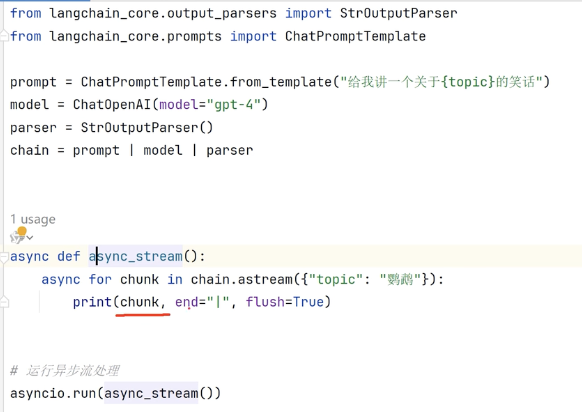 from langchain_core.output_parsers import StrOutputParser
from langchain_core.prompts import ChatPromptTemplate
prompt = ChatPromptTemplate.from_template("给我讲一个关于{topic}的笑话")
model = ChatOpenAI(model="gpt-4")
parser = StrOutputParser()
chain = prompt | model | parser
1 usage
async def async_stream():
    async for chunk in chain.astream({"topic": "鹦鹉"}):
        print(chunk, end="|", flush=True)
# 运行异步流处理
asyncio.run(async_stream())